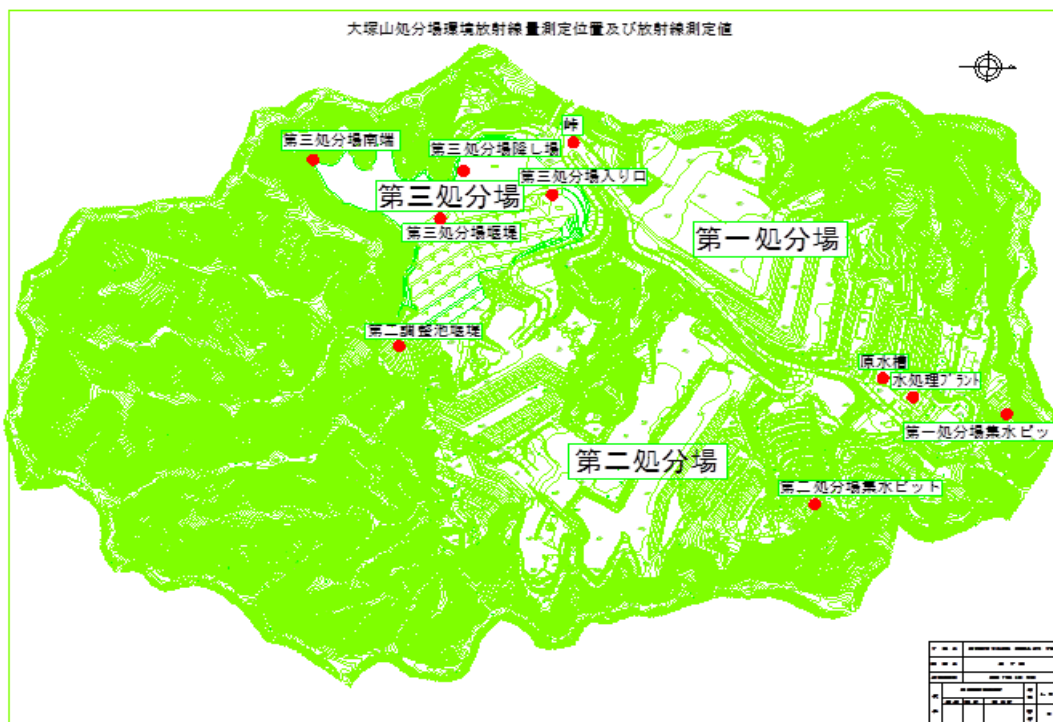 大塚山処分場環境放射線量測定位置及び放射線測定値
峠
第三処分場南端
第三処分場降し場
第三処分場入り口
第三処分場
第三処分場堰堤
第一処分場
第二調整池堰堤
原水槽
水処理プラント
第一処分場集水ピッ
第二処分場
第二処分場集水ピット